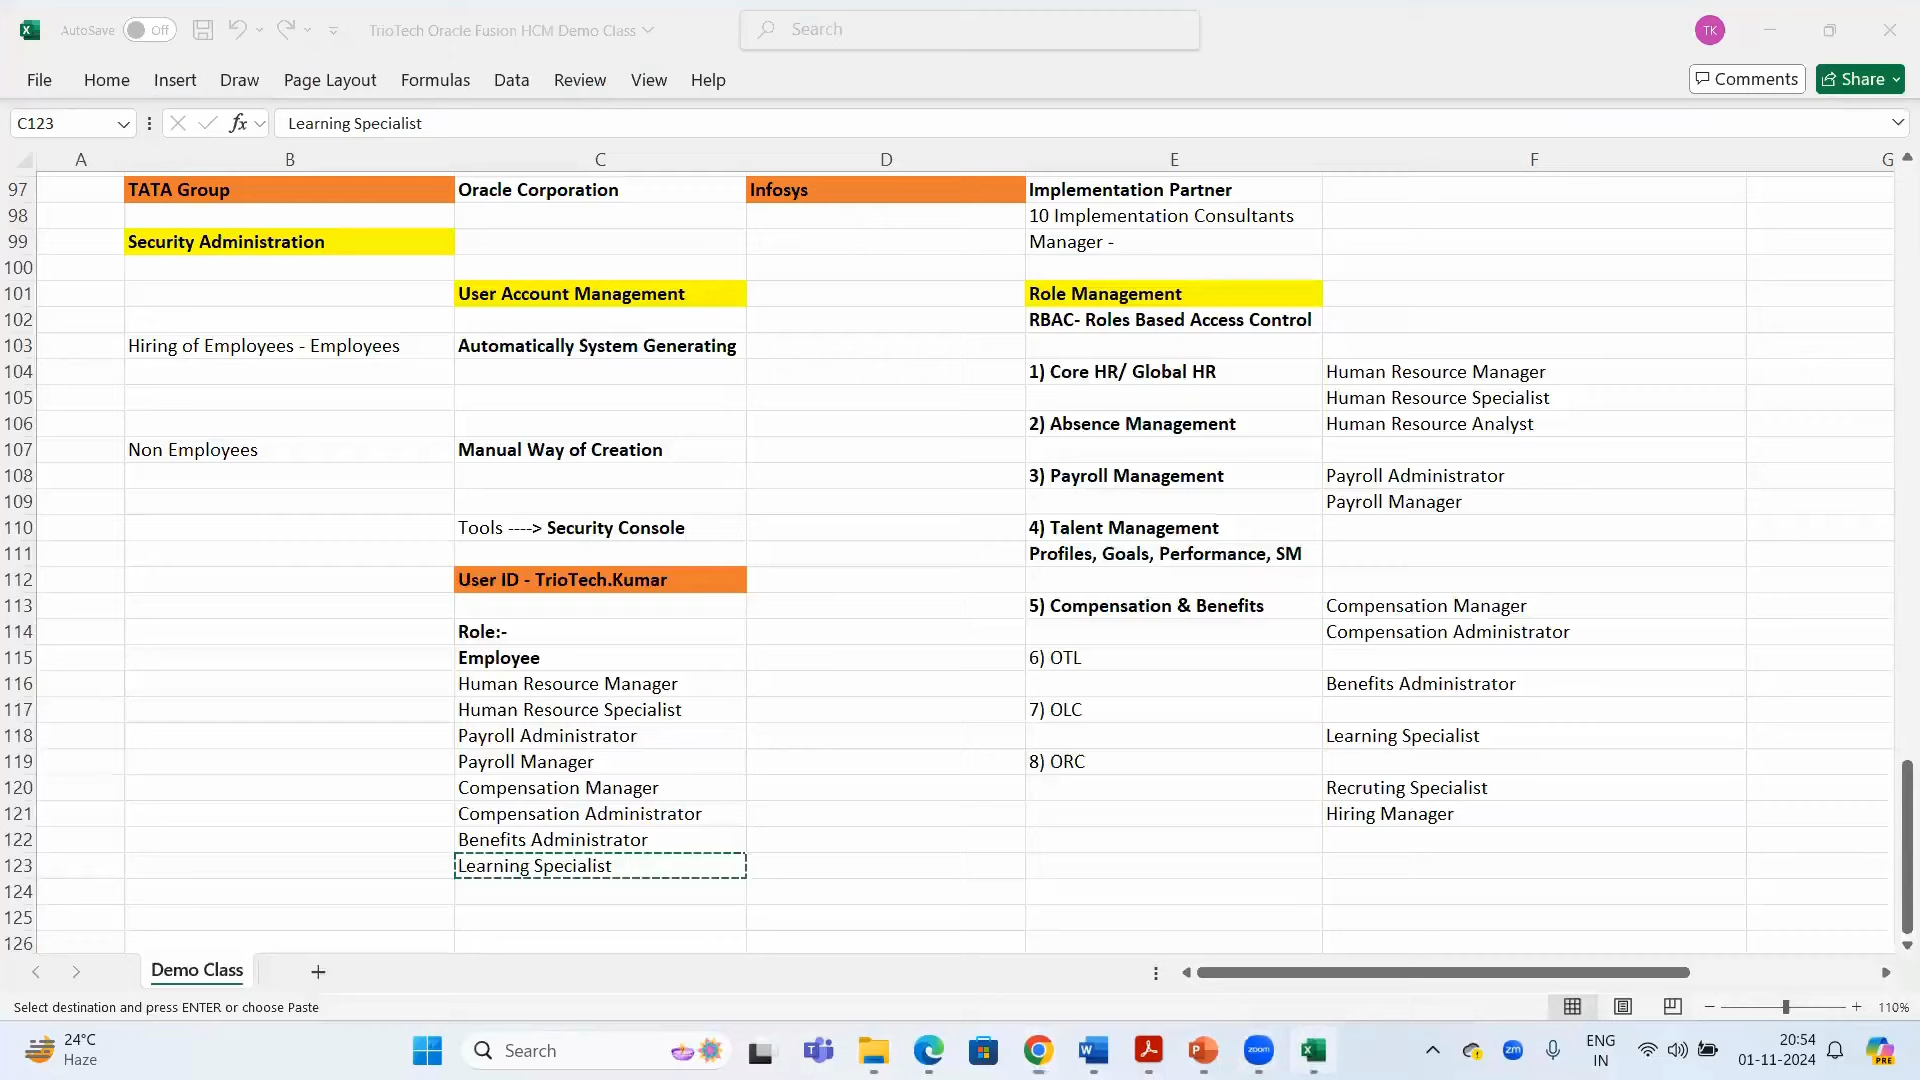 AutoSave Off TrioTech Oracle Fusion HCM Demo Class Search TK
File Home Insert Draw Page Layout Formulas Data Review View Help Comments Share
C123 fx Learning Specialist
A B C D E F G
97 TATA Group Oracle Corporation Infosys Implementation Partner
98 10 Implementation Consultants
99 Security Administration Manager -
100
101 User Account Management Role Management
102 RBAC- Roles Based Access Control
103 Hiring of Employees - Employees Automatically System Generating
104 1) Core HR/ Global HR Human Resource Manager
105 Human Resource Specialist
106 2) Absence Management Human Resource Analyst
107 Non Employees Manual Way of Creation
108 3) Payroll Management Payroll Administrator
109 Payroll Manager
110 Tools ----> Security Console 4) Talent Management
111 Profiles, Goals, Performance, SM
112 User ID - TrioTech.Kumar
113 5) Compensation & Benefits Compensation Manager
114 Role:- Compensation Administrator
115 Employee 6) OTL
116 Human Resource Manager Benefits Administrator
117 Human Resource Specialist 7) OLC
118 Payroll Administrator Learning Specialist
119 Payroll Manager 8) ORC
120 Compensation Manager Recruting Specialist
121 Compensation Administrator Hiring Manager
122 Benefits Administrator
123 Learning Specialist
124
125
126
Demo Class
Select destination and press ENTER or choose Paste 110%
24°C
Haze
Search
zoom
zm
ENG
IN
20:54
01-11-2024
PRE